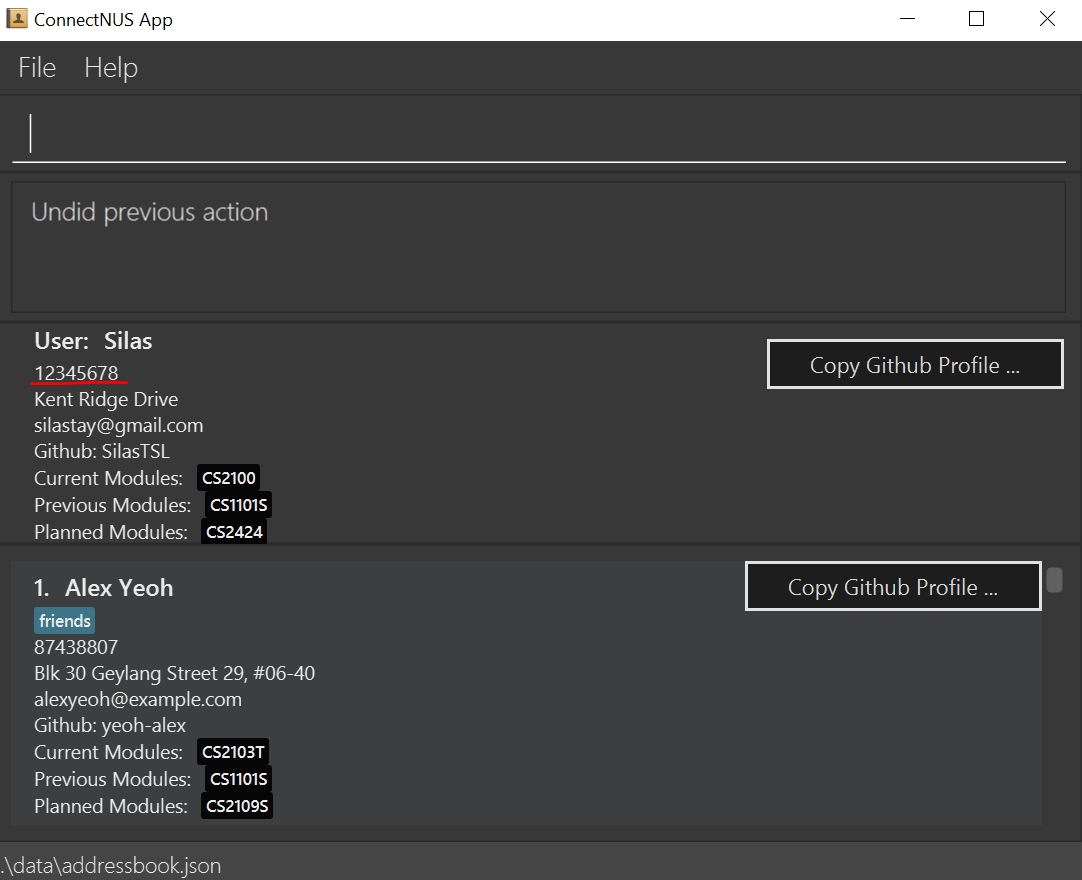 ConnectNUS App
File Help
Undid previous action
User: Silas
Copy Github Profile ...
12345678
Kent Ridge Drive
silastay@gmail.com
Github: SilasTSL
Current Modules: CS2100
Previous Modules: CS1101S
Planned Modules: CS2424
1. Alex Yeoh
Copy Github Profile ...
friends
87438807
Blk 30 Geylang Street 29, #06-40
alexyeoh@example.com
Github: yeoh-alex
Current Modules: CS2103T
Previous Modules: CS1101S
Planned Modules: CS2109S
.\data\addressbook.json